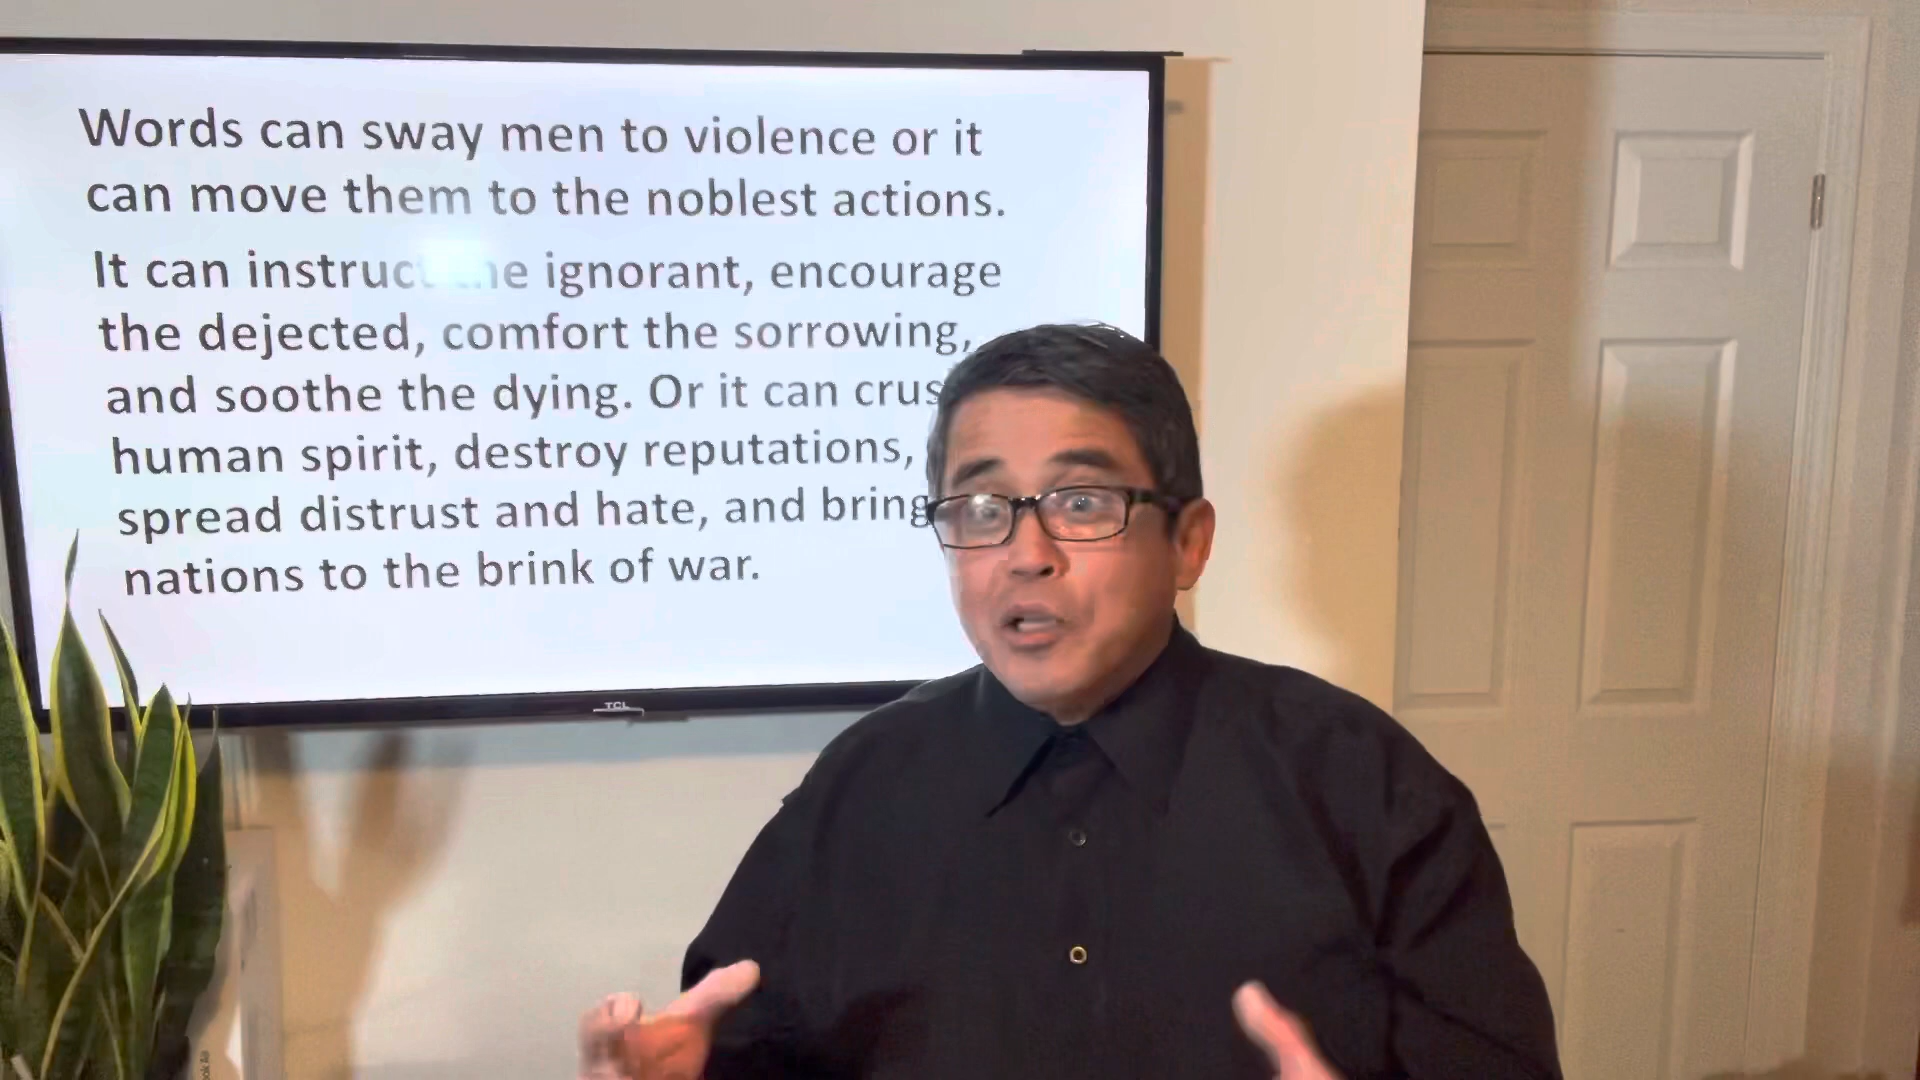 Words can sway men to violence or it
can move them to the noblest actions.
It can ignorant, encourage
the dejected, comfort the sorrowing,
and soothe the dying. Or it can
human spirit, destroy reputations,
spread distrust and hate, and bring
nations to the brink of war.
TCL